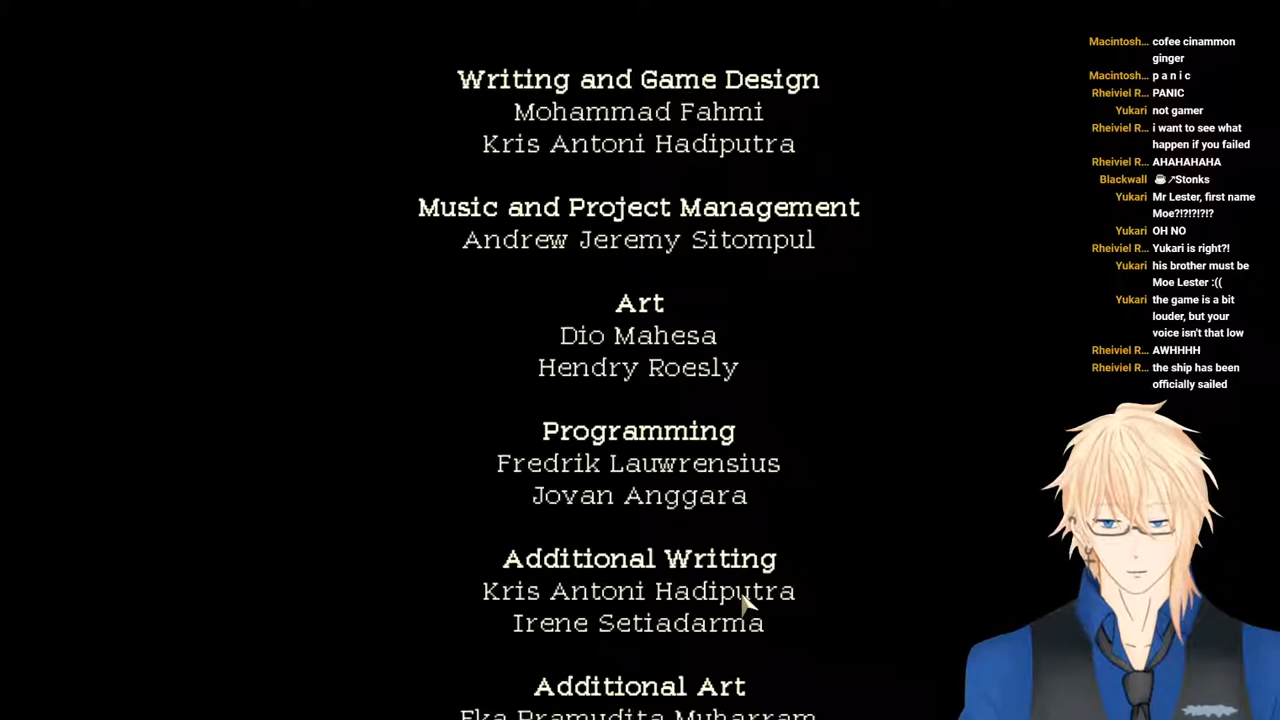 Writing and Game Design
Mohammad Fahmi
Kris Antoni Hadiputra
Music and Project Management
Andrew Jeremy Sitompul
Art
Dio Mahesa
Hendry Roesly
Programming
Fredrik Lauwrensius
Jovan Anggara
Additional Writing
Kris Antoni Hadiputra
Irene Setiadarma
Additional Art
Eka Pramudita Muharram
Macintosh… cofee cinammon
ginger
Macintosh… p a n i c
Rheiviel R… PANIC
Yukari not gamer
Rheiviel R… i want to see what
happen if you failed
Rheiviel R… AHAHAHAHA
Blackwall ☕↗Stonks
Yukari Mr Lester, first name
Moe?!?!?!?!?
Yukari OH NO
Rheiviel R… Yukari is right?!
Yukari his brother must be
Moe Lester :((
Yukari the game is a bit
louder, but your
voice isn't that low
Rheiviel R… AWHHHH
Rheiviel R… the ship has been
officially sailed